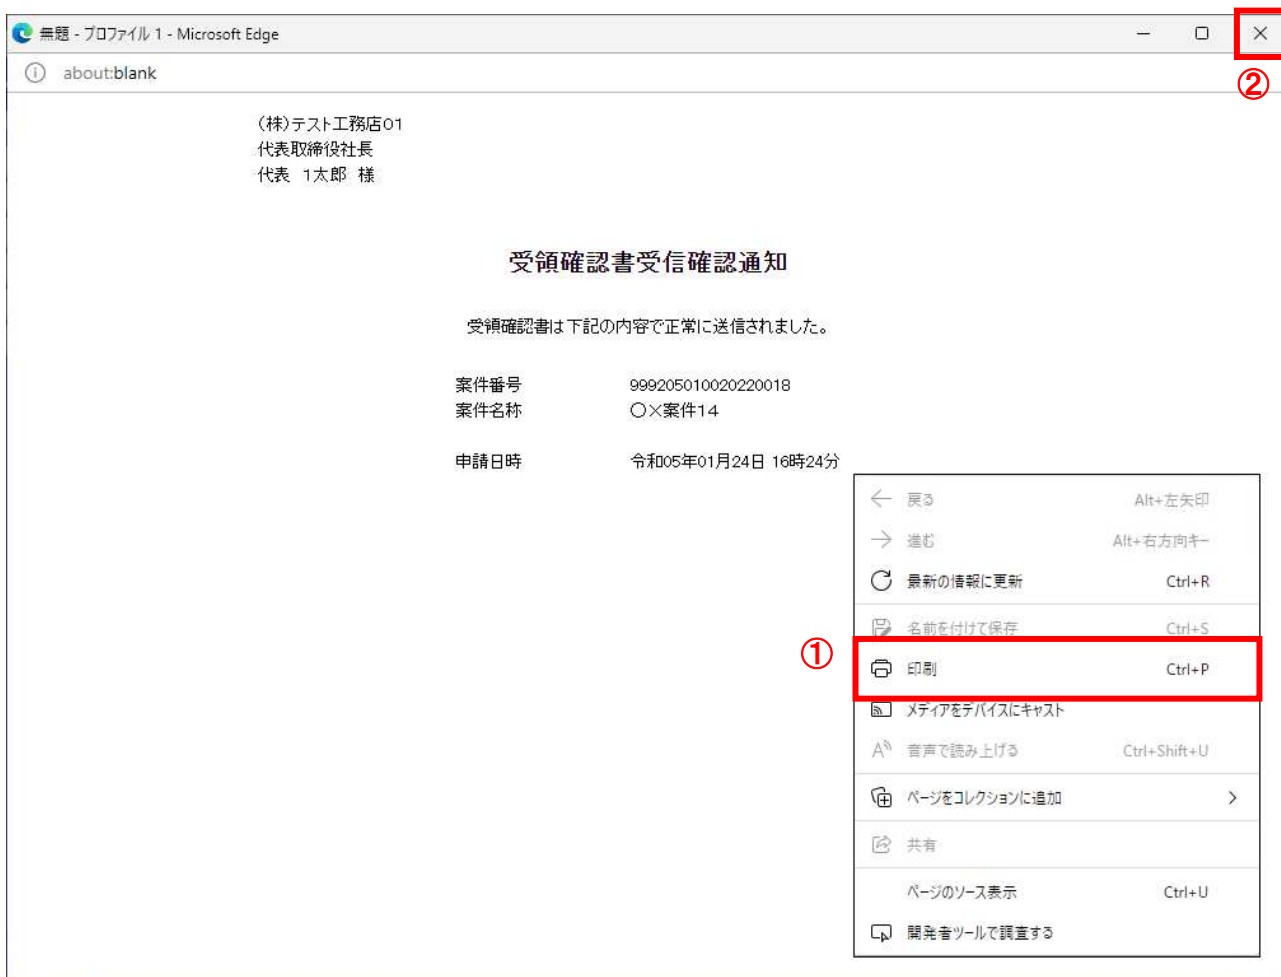 無題 - プロファイル 1 - Microsoft Edge
about:blank
②
(株)テスト工務店01
代表取締役社長
代表 1太郎 様
受領確認書受信確認通知
受領確認書は下記の内容で正常に送信されました。
案件番号 999205010020220018
案件名称 〇×案件14
申請日時 令和05年01月24日 16時24分
戻る Alt+左矢印
進む Alt+右方向キー
最新の情報に更新 Ctrl+R
名前を付けて保存 Ctrl+S
① 印刷 Ctrl+P
メディアをデバイスにキャスト
音声で読み上げる Ctrl+Shift+U
ページをコレクションに追加
共有
ページのソース表示 Ctrl+U
開発者ツールで調査する